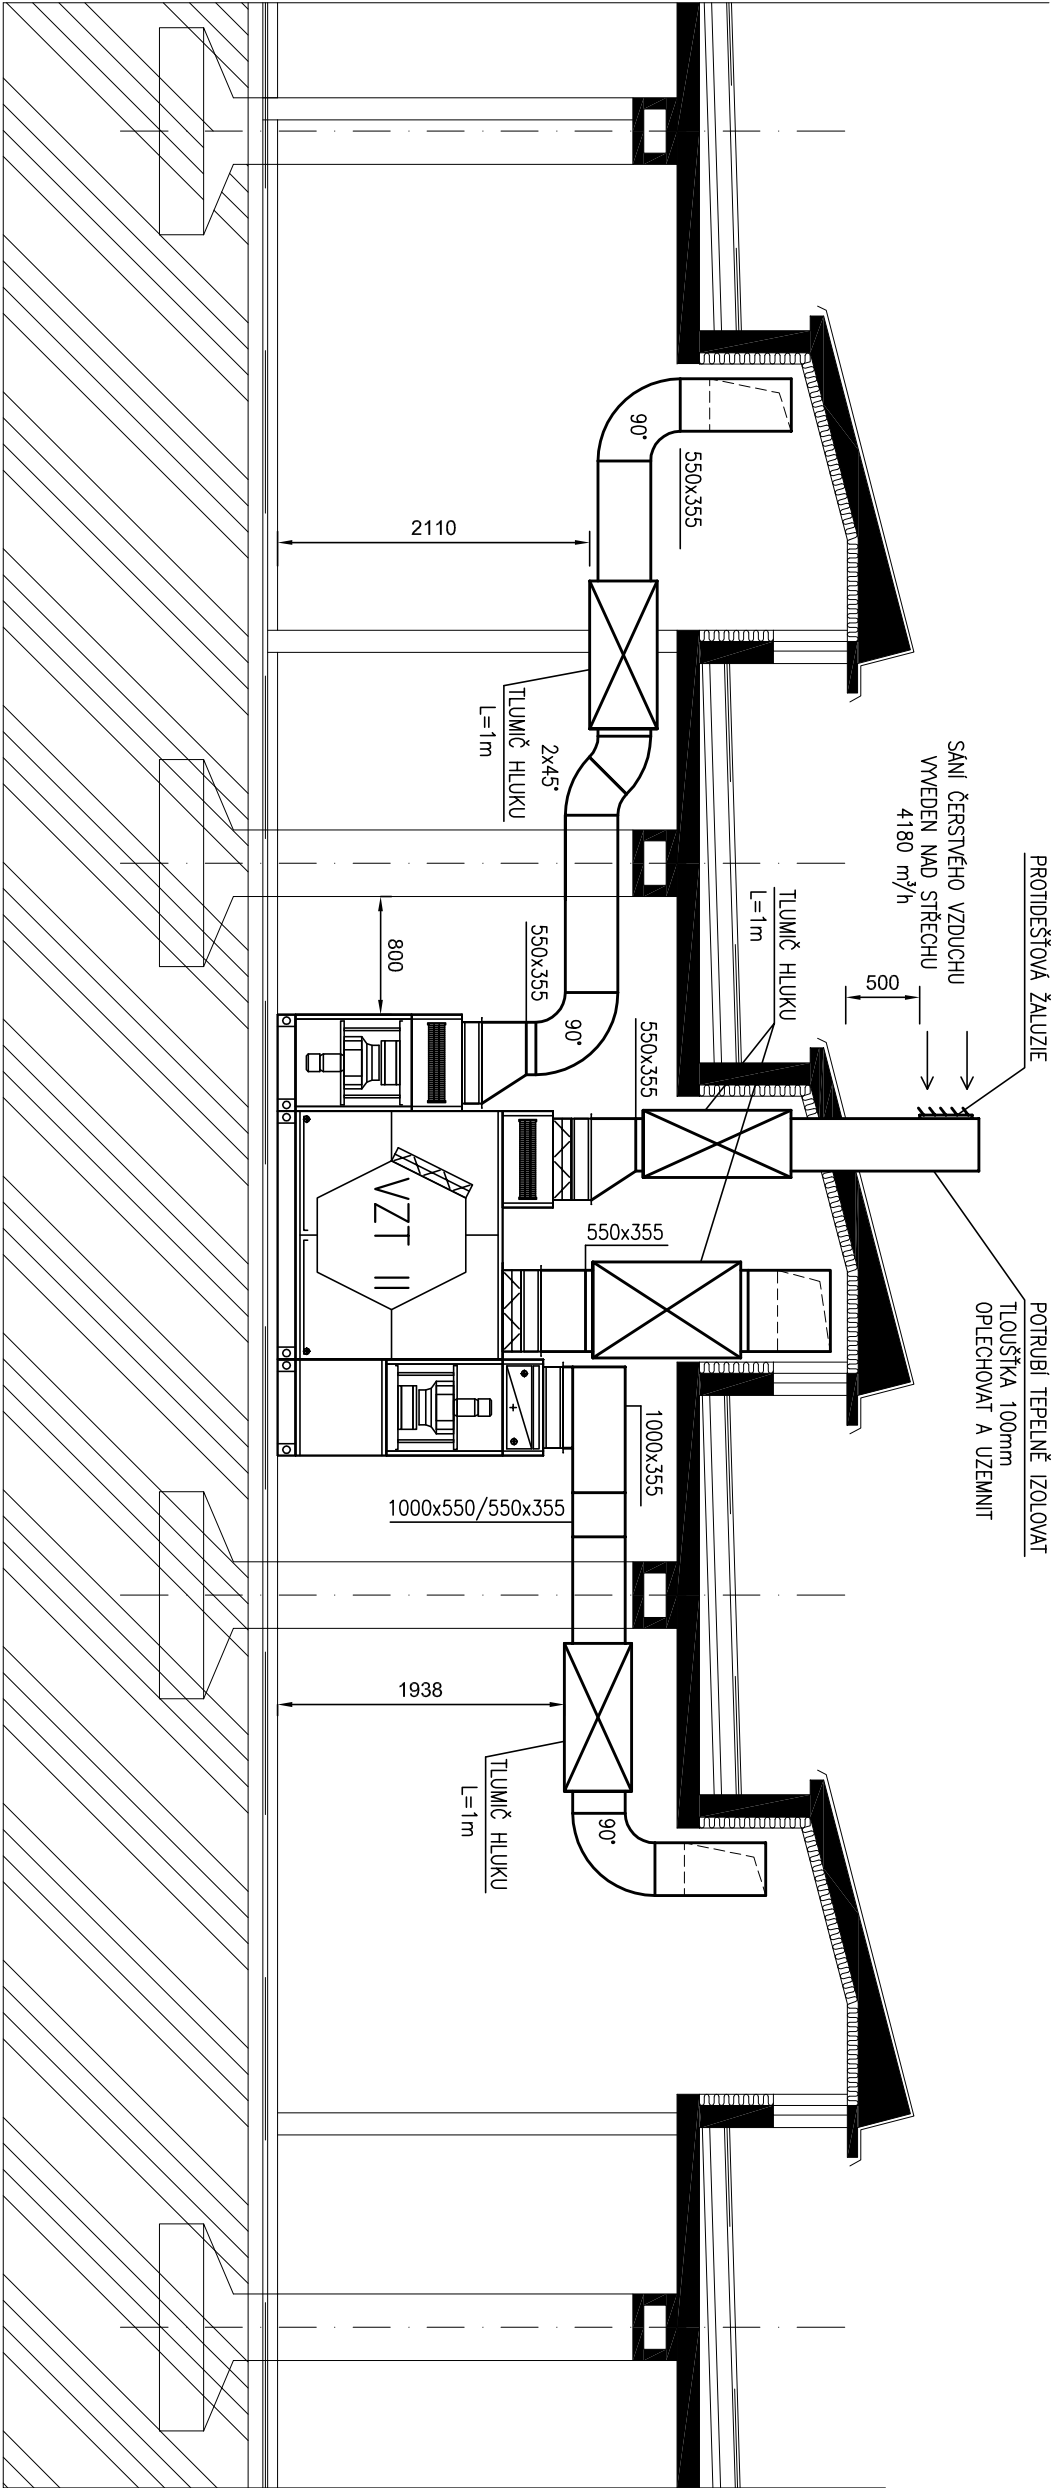 PROTIDEŠŤOVÁ ŽALUZIE
SÁNÍ ČERSTVÉHO VZDUCHU
VYVEDEN NAD STŘECHU
4180 m³/h
500
POTRUBÍ TEPELNĚ IZOLOVAT
TLOUŠŤKA 100mm
OPLECHOVAT A UZEMNIT
TLUMIČ HLUKU
L=1m
90°
550x355
2110
TLUMIČ HLUKU
L=1m
2x45°
800
550x355
90°
550x355
550x355
VZT II
1000x355
1000x550/550x355
1938
TLUMIČ HLUKU
L=1m
90°